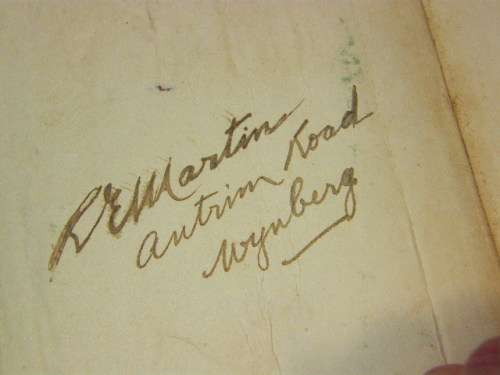 R E Martin
Antrim Road
Wynberg